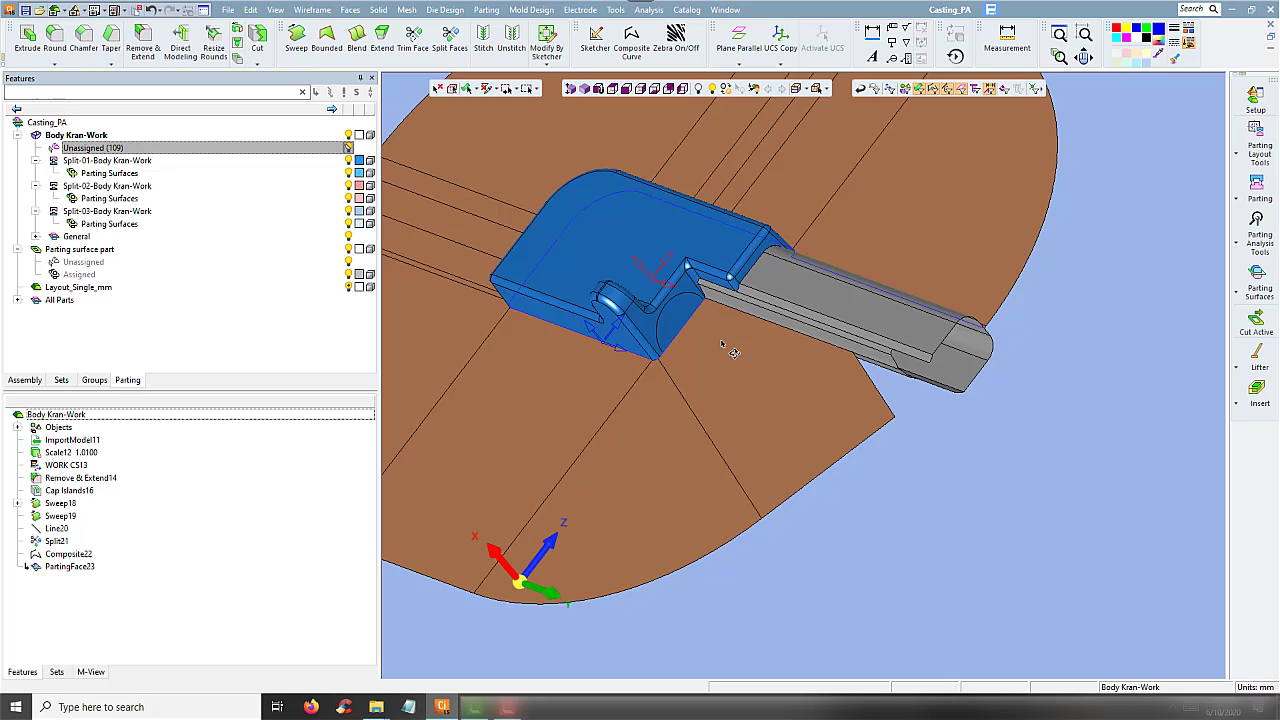 File Edit View Wireframe Faces Solid Mesh Die Design Parting Mold Design Electrode Tools Analysis Catalog Window
Casting_PA
Search
Extrude Round Chamfer Taper
Remove & Extend
Direct Modeling
Resize Rounds
Cut
Sweep Bounded Blend Extend
Stitch Unstitch
Modify By Sketcher
Sketcher
Composite Curve
Zebra On/Off
Plane Parallel UCS Copy
Activate UCS
Measurement
Features
Casting_PA
Body Kran-Work
Unassigned (109)
Split-01-Body Kran-Work
Parting Surfaces
Split-02-Body Kran-Work
Parting Surfaces
Split-03-Body Kran-Work
Parting Surfaces
General
Parting surface part
Unassigned
Assigned
Layout_Single_mm
All Parts
Assembly Sets Groups Parting
Body Kran-Work
Objects
ImportModel11
Scale12 1.0100
WORK CS13
Remove & Extend14
Cap Islands16
Sweep18
Sweep19
Line20
Split21
Composite22
PartingFace23
Features Sets M-View
X
Z
Setup
Parting Layout Tools
Parting
Parting Analysis Tools
Parting Surfaces
Cut Active
Lifter
Insert
Body Kran-Work
Units: mm
Type here to search
6/10/2020